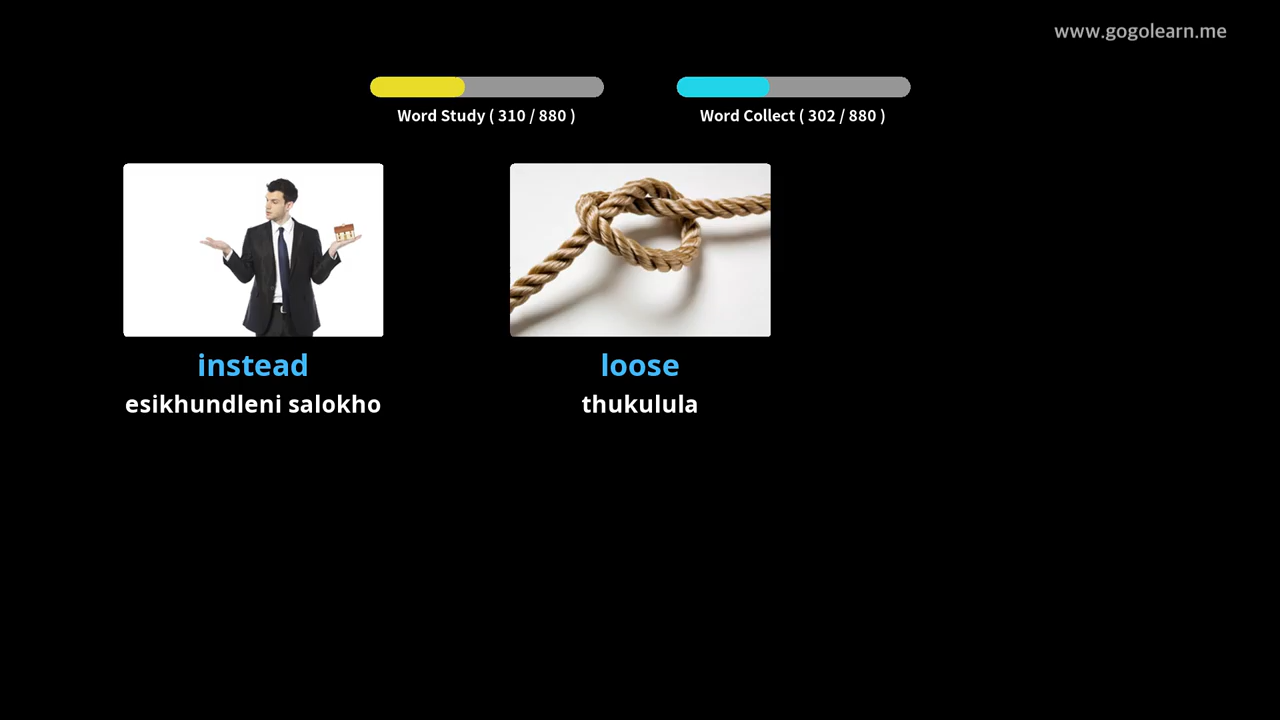 www.gogolearn.me
Word Study ( 310 / 880 )
Word Collect ( 302 / 880 )
instead
esikhundleni salokho
loose
thukulula